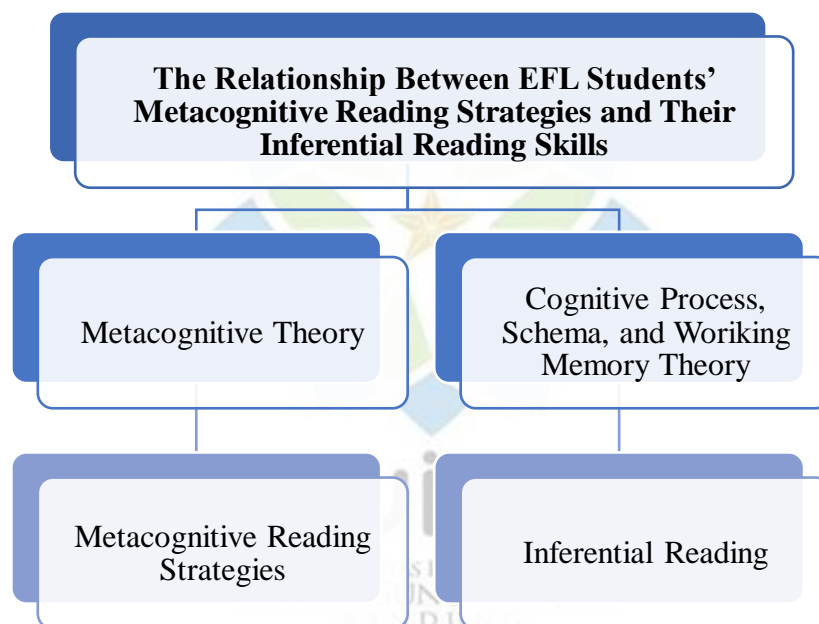 The Relationship Between EFL Students’
Metacognitive Reading Strategies and Their
Inferential Reading Skills
Metacognitive Theory
Cognitive Process,
Schema, and Woriking
Memory Theory
Metacognitive Reading
Strategies
Inferential Reading